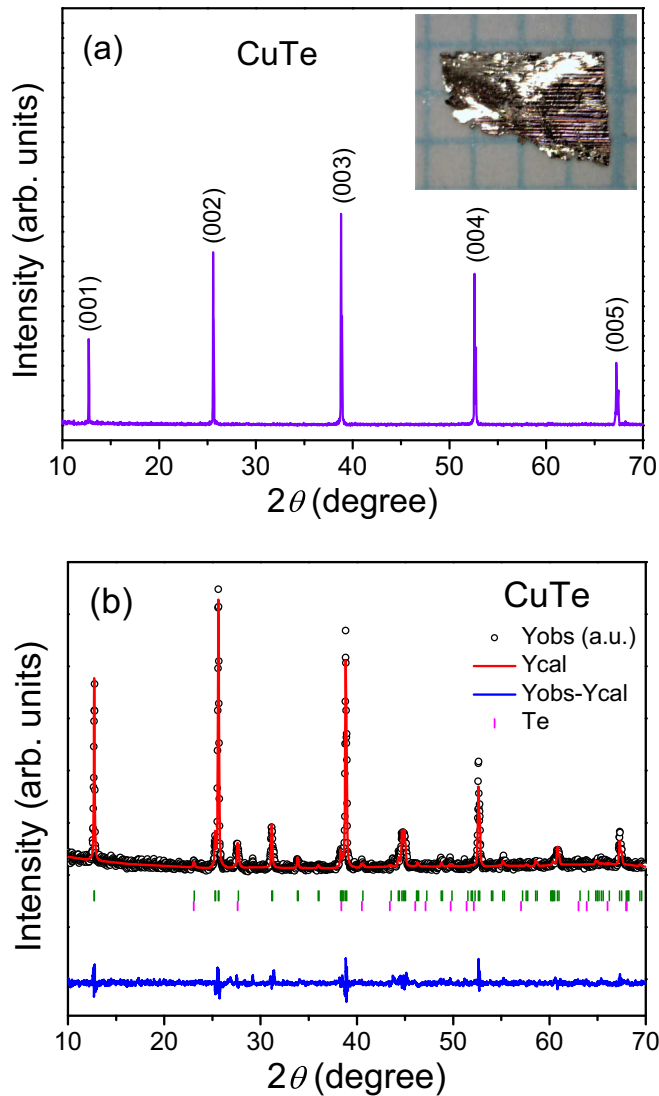 (a)
CuTe
Intensity (arb. units)
(001)
(002)
(003)
(004)
(005)
10 20 30 40 50 60 70
2θ (degree)
(b)
CuTe
Yobs (a.u.)
Ycal
Yobs-Ycal
Te
Intensity (arb. units)
10 20 30 40 50 60 70
2θ (degree)